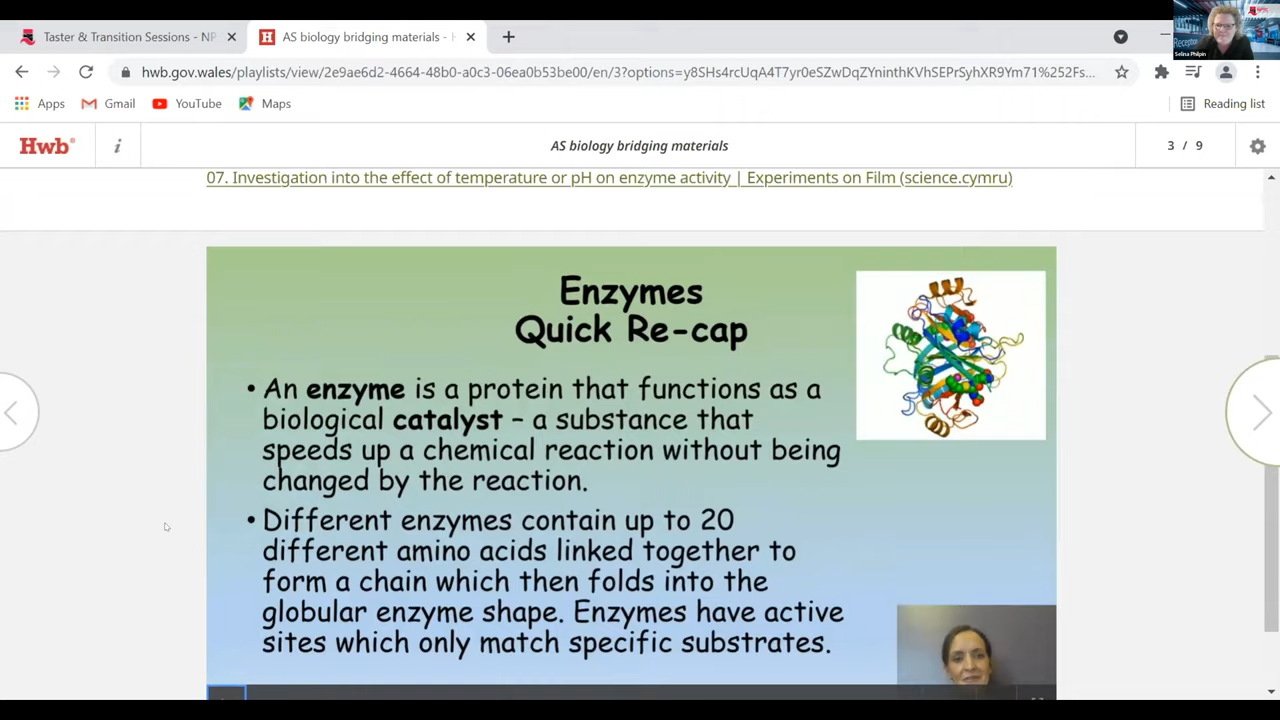 Taster & Transition Sessions - NP
AS biology bridging materials - H
hwb.gov.wales/playlists/view/2e9ae6d2-4664-48b0-a0c3-06e90b53be00/en/3?options=y8SHs4rcUqA4T7yr0eSZwDqZYninthKVhSEPrSyhXR9Ym71%252Fs...
Apps Gmail YouTube Maps Reading list
Reception
Selina Philpin
Hwb i AS biology bridging materials 3 / 9
07. Investigation into the effect of temperature or pH on enzyme activity | Experiments on Film (science.cymru)
Enzymes
Quick Re-cap
• An enzyme is a protein that functions as a
biological catalyst – a substance that
speeds up a chemical reaction without being
changed by the reaction.
• Different enzymes contain up to 20
different amino acids linked together to
form a chain which then folds into the
globular enzyme shape. Enzymes have active
sites which only match specific substrates.